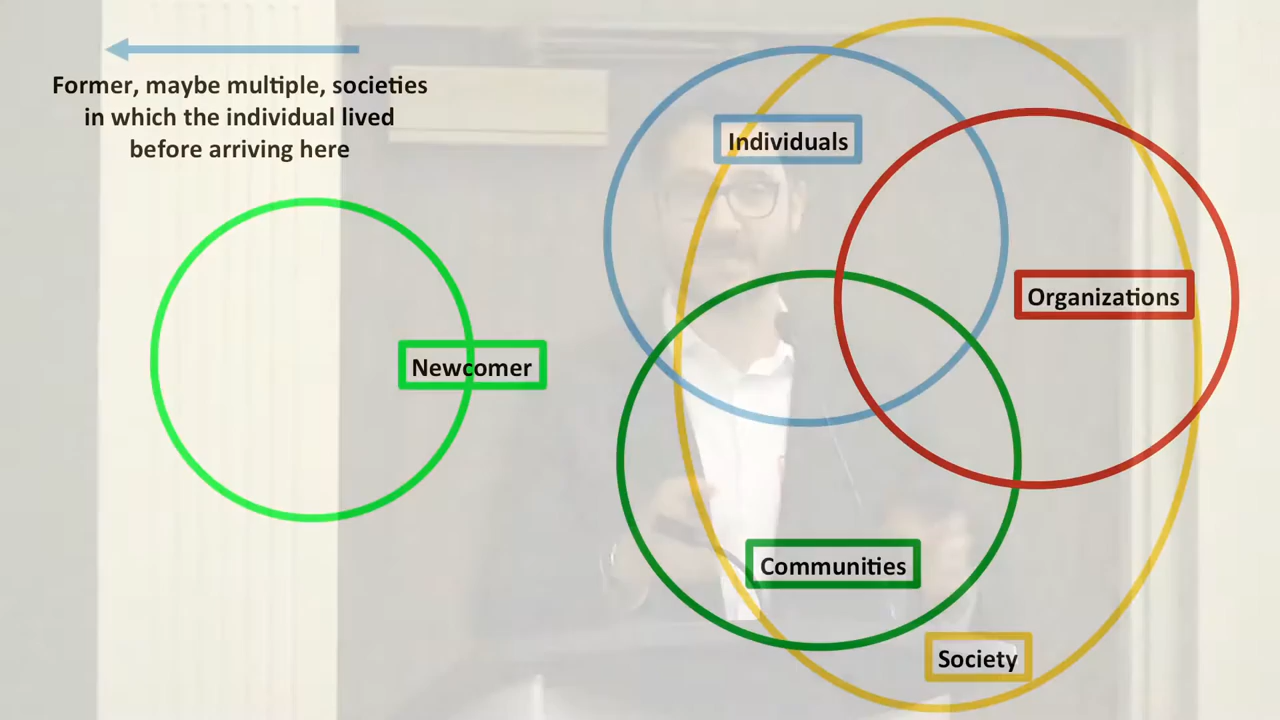 Former, maybe multiple, societies
in which the individual lived
before arriving here
Individuals
Organizations
Newcomer
Communities
Society